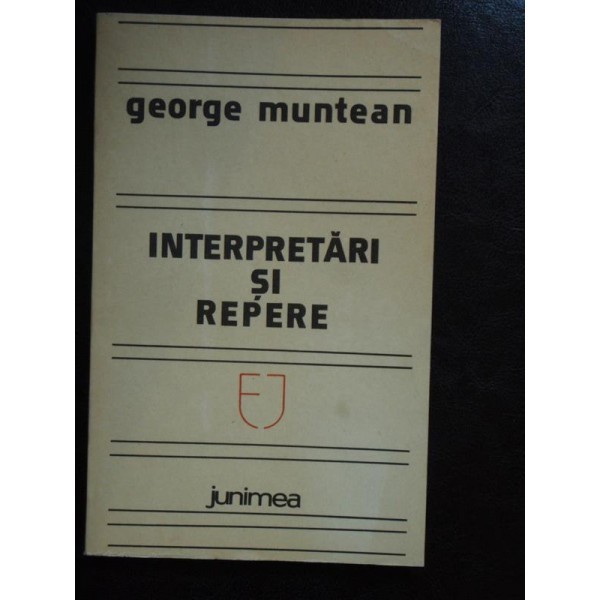 george muntean
INTERPRETĂRI
ȘI
REPERE
EJ
junimea